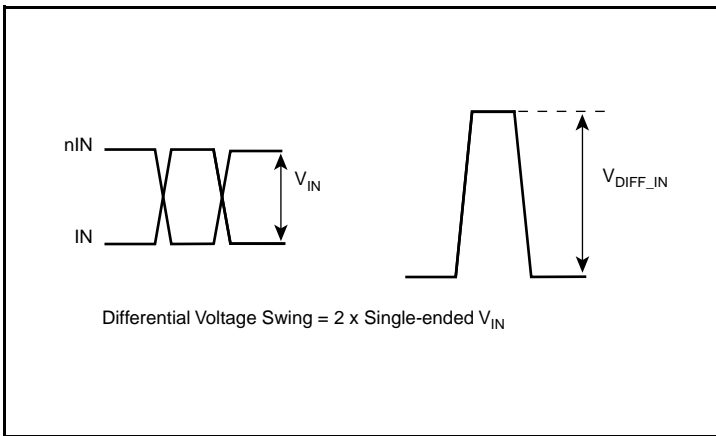 nIN
V_IN
IN
V_DIFF_IN
Differential Voltage Swing = 2 x Single-ended V_IN